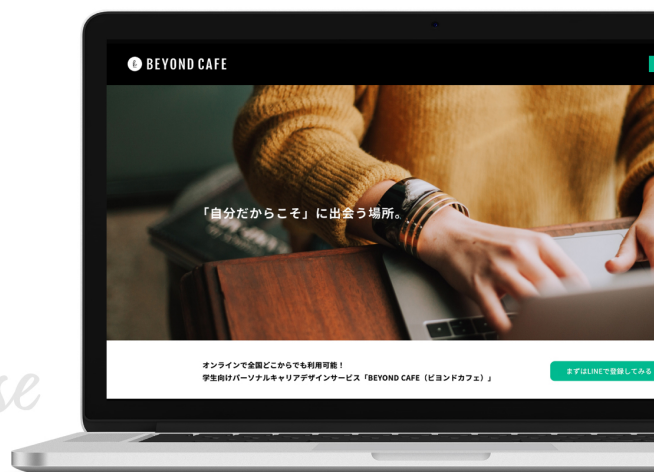 BEYOND CAFE
「自分だからこそ」に出会う場所。
オンラインで全国どこからでも利用可能！
学生向けパーソナルキャリアデザインサービス「BEYOND CAFE（ビヨンドカフェ）」
まずはLINEで登録してみる